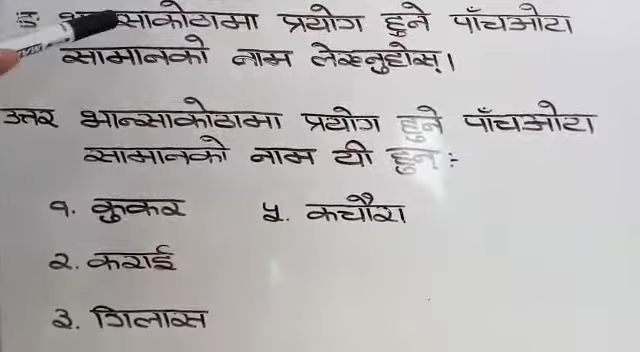 भान्साकोठामा प्रयोग हुने पाँचओटा
सामानको नाम लेख्नुहोस्।
उत्तर भान्साकोठामा प्रयोग हुने पाँचओटा
सामानको नाम यी हुन् :-
१. कुकर
५. कचौरा
२. कराई
३. गिलास